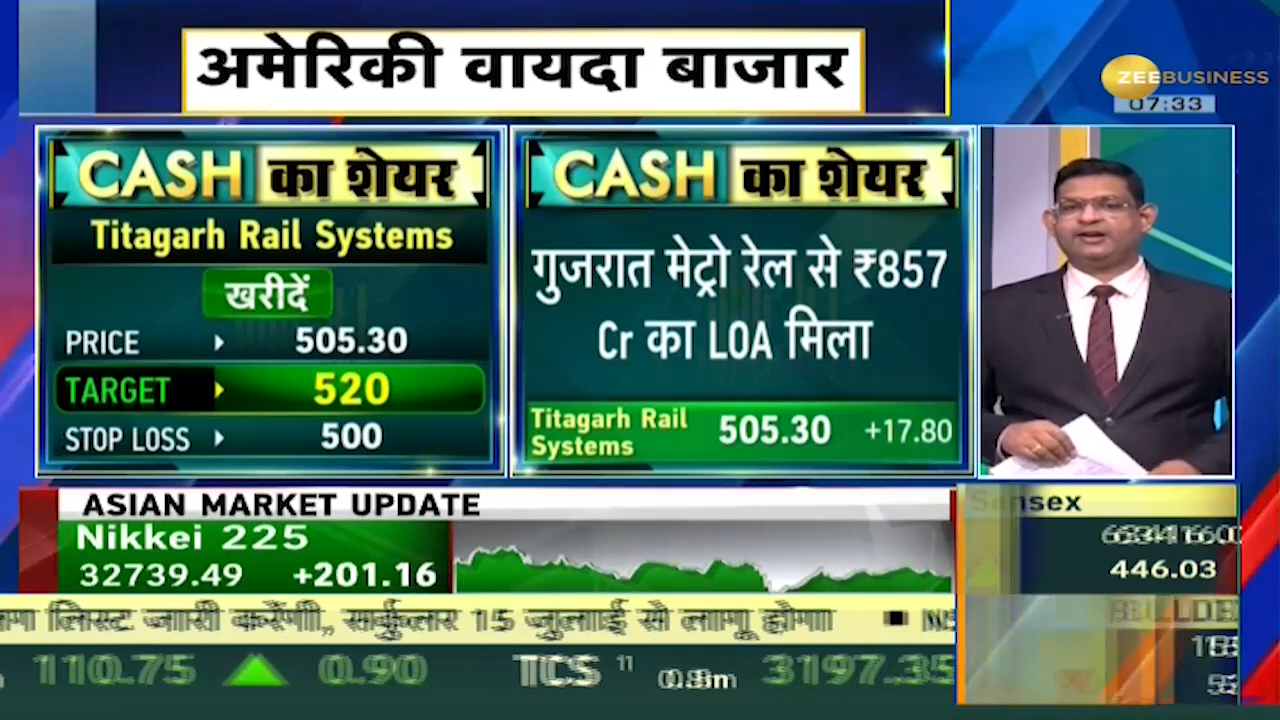 अमेरिकी वायदा बाजार
ZEEBUSINESS
07:33
CASH का शेयर
Titagarh Rail Systems
खरीदें
PRICE 505.30
TARGET 520
STOP LOSS 500
CASH का शेयर
गुजरात मेट्रो रेल से ₹857
Cr का LOA मिला
Titagarh Rail
Systems
505.30 +17.80
ASIAN MARKET UPDATE
Nikkei 225
32739.49 +201.16
Sensex
446.03
लिस्ट जारी करेंगी, सर्कुलर 15 जुलाई से लागू होगा
110.75 0.90 TCS 11 3197.35